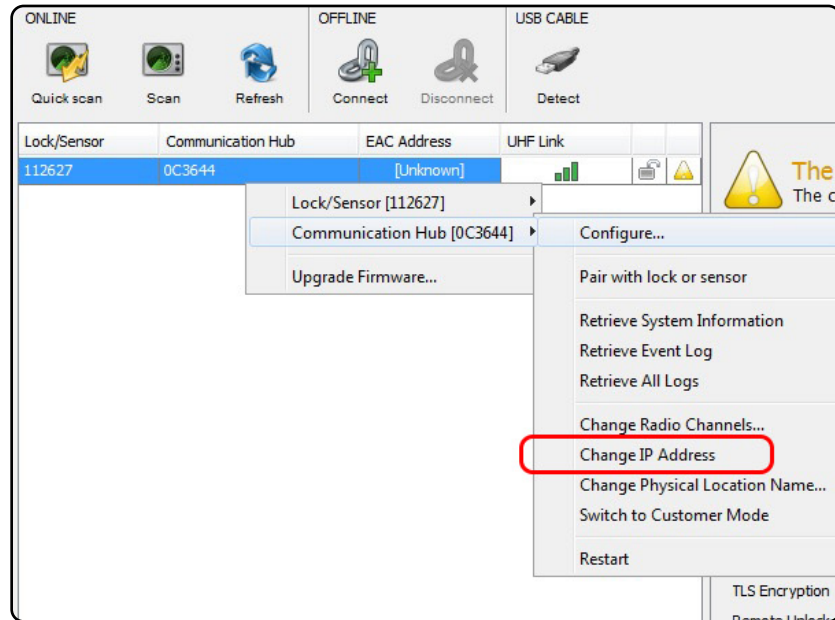 ONLINE OFFLINE USB CABLE
Quick scan Scan Refresh Connect Disconnect Detect
Lock/Sensor Communication Hub EAC Address UHF Link
112627 0C3644 [Unknown]
The
The c
Lock/Sensor [112627]
Communication Hub [0C3644]
Upgrade Firmware...
Configure...
Pair with lock or sensor
Retrieve System Information
Retrieve Event Log
Retrieve All Logs
Change Radio Channels...
Change IP Address
Change Physical Location Name...
Switch to Customer Mode
Restart
TLS Encryption